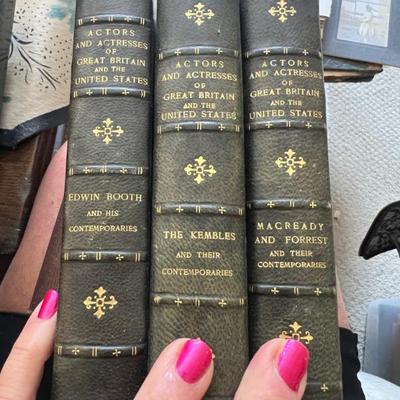 ACTORS
AND ACTRESSES
OF
GREAT BRITAIN
AND THE
UNITED STATES
EDWIN BOOTH
AND HIS
CONTEMPORARIES
ACTORS
AND ACTRESSES
OF
GREAT BRITAIN
AND THE
UNITED STATES
THE KEMBLES
AND THEIR
CONTEMPORARIES
ACTORS
AND ACTRESSES
OF
GREAT BRITAIN
AND THE
UNITED STATES
MACREADY
AND FORREST
AND THEIR
CONTEMPORARIES